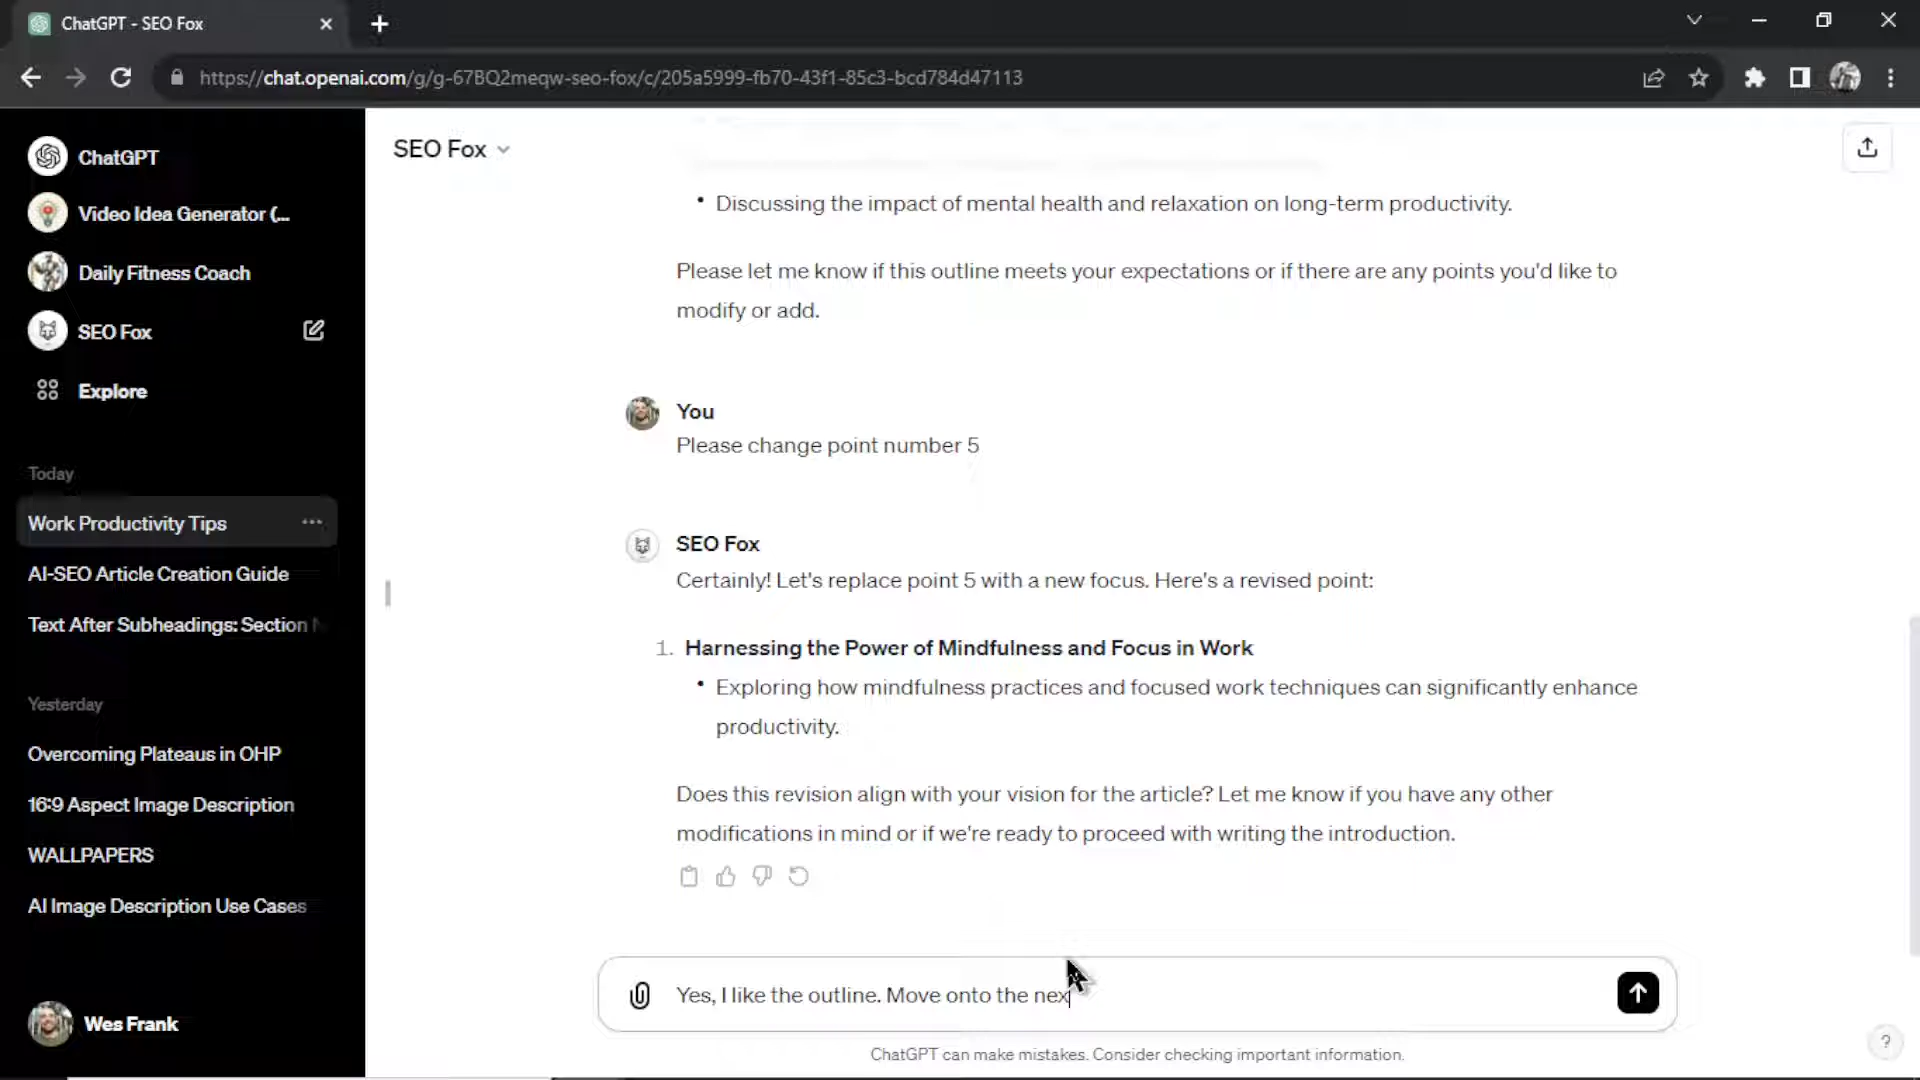 ChatGPT - SEO Fox
https://chat.openai.com/g/g-67BQ2meqw-seo-fox/c/205a5999-fb70-43f1-85c3-bcd784d47113
ChatGPT
Video Idea Generator (...
Daily Fitness Coach
SEO Fox
Explore
Today
Work Productivity Tips
AI-SEO Article Creation Guide
Text After Subheadings: Section
Yesterday
Overcoming Plateaus in OHP
16:9 Aspect Image Description
WALLPAPERS
AI Image Description Use Cases
Wes Frank
SEO Fox
• Discussing the impact of mental health and relaxation on long-term productivity.
Please let me know if this outline meets your expectations or if there are any points you'd like to
modify or add.
You
Please change point number 5
SEO Fox
Certainly! Let's replace point 5 with a new focus. Here's a revised point:
1. Harnessing the Power of Mindfulness and Focus in Work
• Exploring how mindfulness practices and focused work techniques can significantly enhance
productivity.
Does this revision align with your vision for the article? Let me know if you have any other
modifications in mind or if we're ready to proceed with writing the introduction.
Yes, I like the outline. Move onto the nex
ChatGPT can make mistakes. Consider checking important information.
?